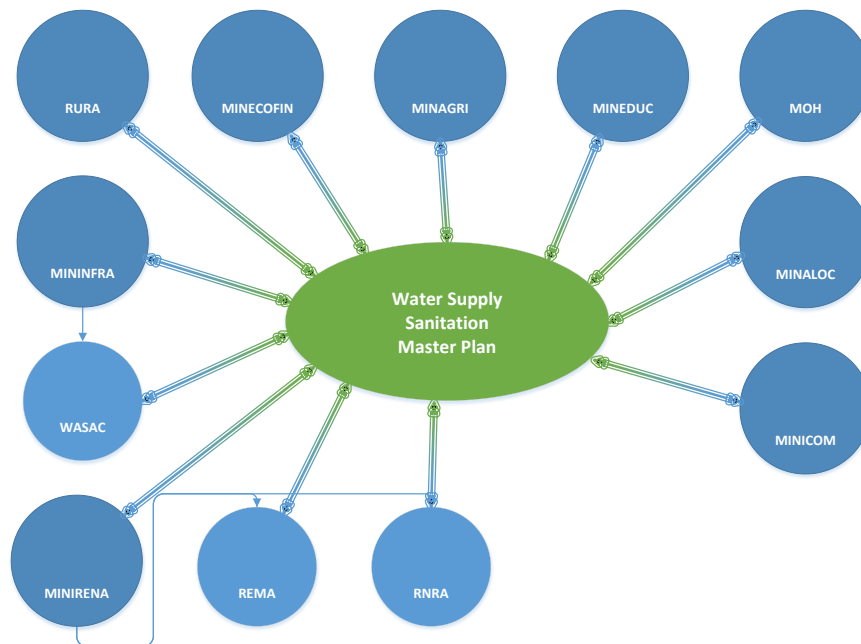 RURA
MINECOFIN
MINAGRI
MINEDUC
MOH
MININFRA
MINALOC
Water Supply
Sanitation
Master Plan
WASAC
MINICOM
MINIRENA
REMA
RNRA